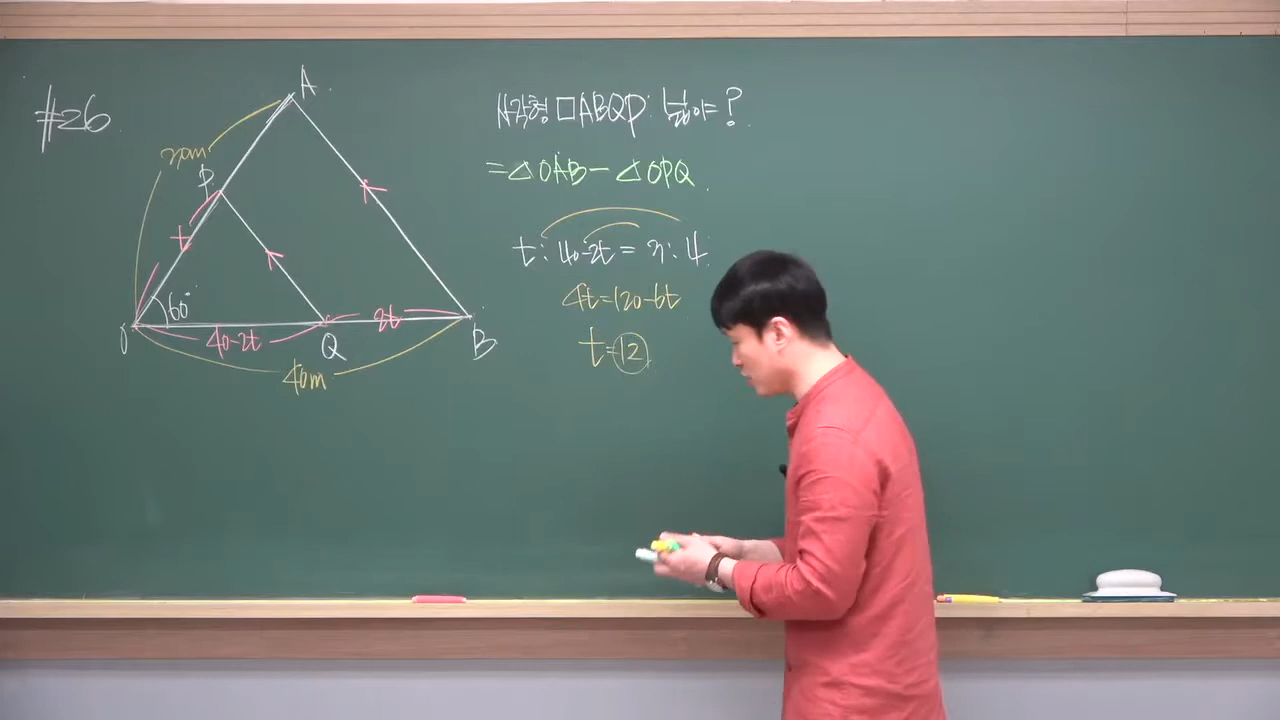 #26
A
P
t
60°
O
40-2t
Q
2t
B
40m
사각형 □ABQP 넓이는?
=△OAB-△OPQ
t:40-2t=3:4
4t=120-6t
t=12